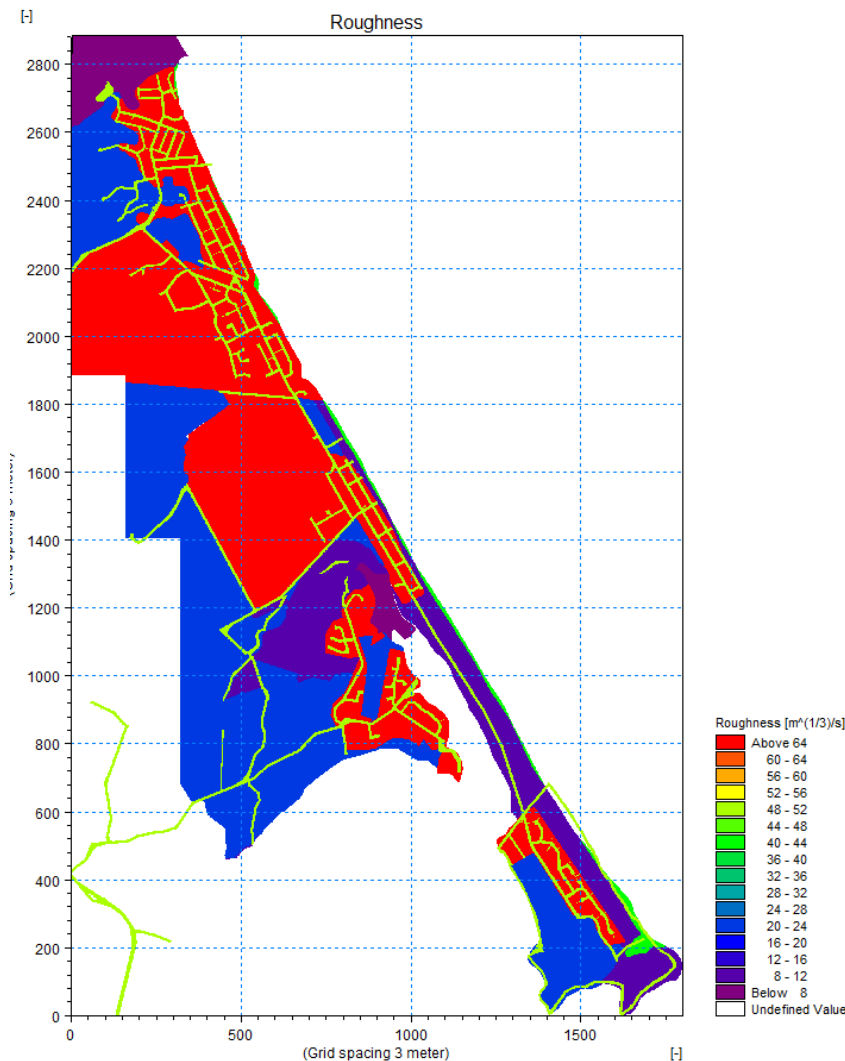 [-]
Roughness
2800
2600
2400
2200
2000
1800
1600
1400
1200
1000
800
600
400
200
0
0 500 1000 1500 [-]
(Grid spacing 3 meter)
Roughness [m^(1/3)/s]
Above 64
60 - 64
56 - 60
52 - 56
48 - 52
44 - 48
40 - 44
36 - 40
32 - 36
28 - 32
24 - 28
20 - 24
16 - 20
12 - 16
8 - 12
Below 8
Undefined Value